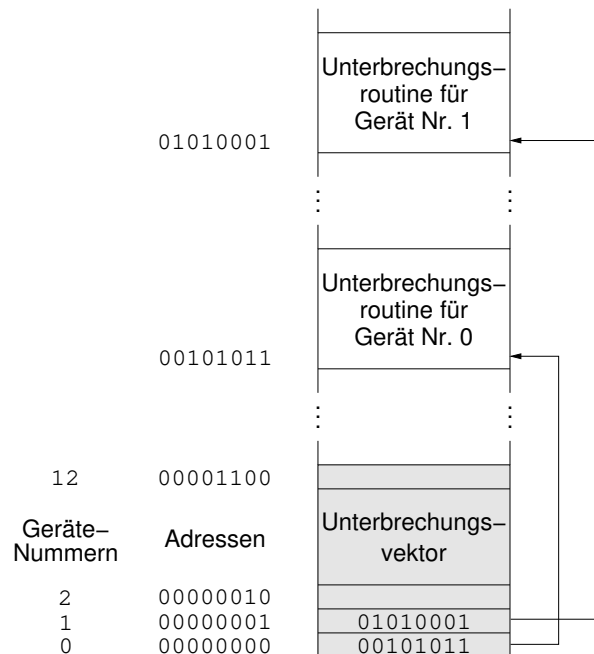 Unterbrechungs–
routine für
Gerät Nr. 1
01010001
Unterbrechungs–
routine für
Gerät Nr. 0
00101011
12 00001100
Geräte–
Nummern
Adressen
Unterbrechungs–
vektor
2 00000010
1 00000001 01010001
0 00000000 00101011